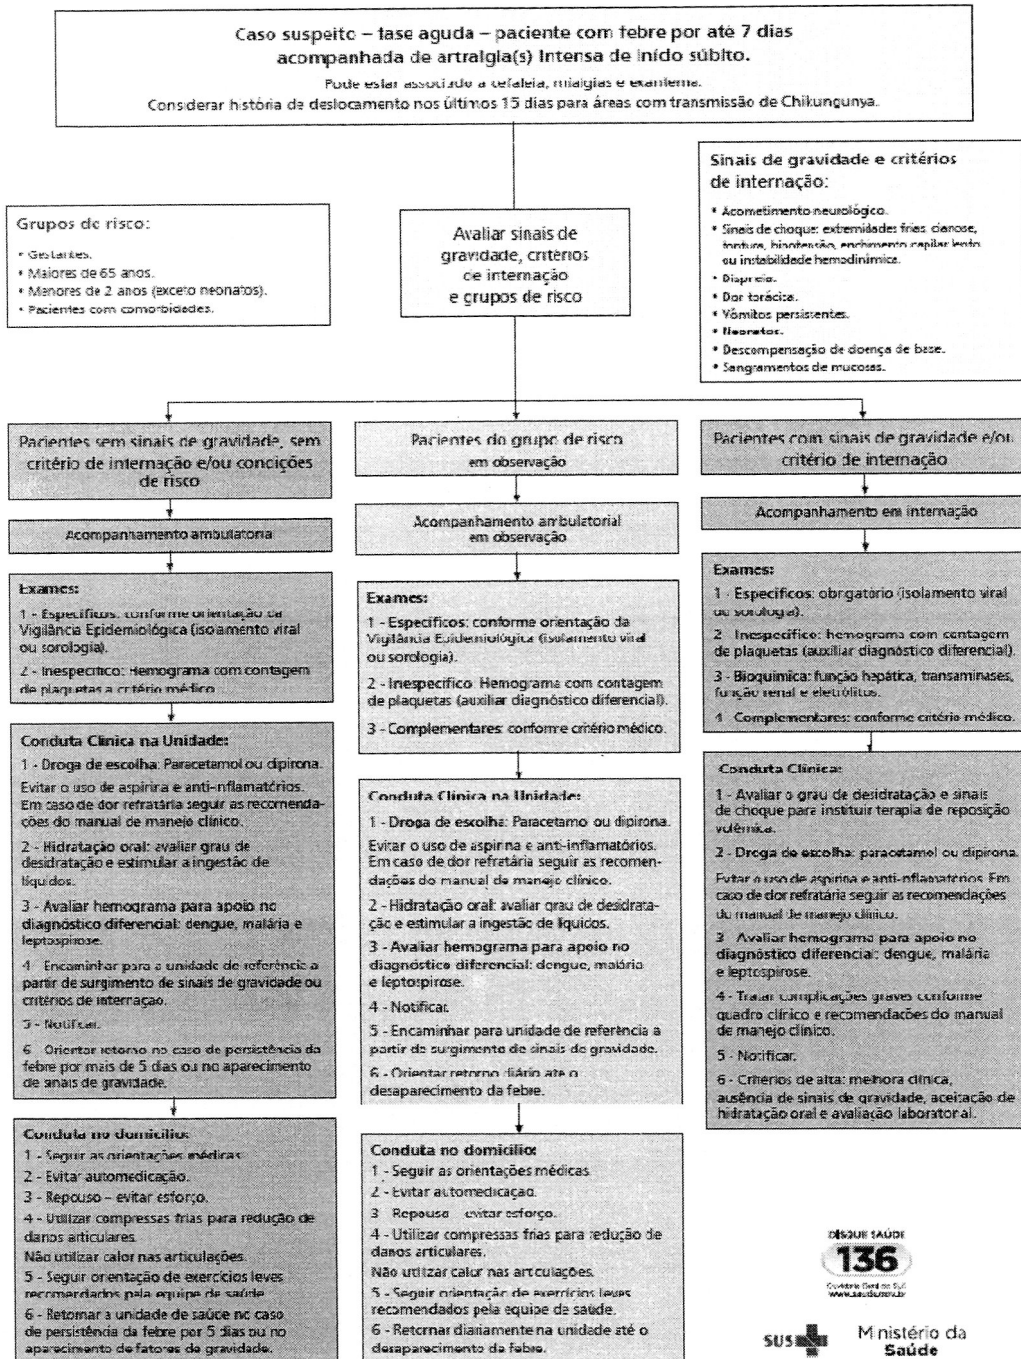 Caso suspeito – fase aguda – paciente com febre por até 7 dias
acompanhada de artralgia(s) intensa de início súbito.
Pode estar associado a cefaleia, mialgias e exantema.
Considerar história de deslocamento nos últimos 15 dias para áreas com transmissão de Chikungunya.
Grupos de risco:
• Gestantes.
• Maiores de 65 anos.
• Menores de 2 anos (exceto neonatos).
• Pacientes com comorbidades.
Avaliar sinais de
gravidade, critérios
de internação
e grupos de risco
Sinais de gravidade e critérios
de internação:
• Acometimento neurológico.
• Sinais de choque: extremidades frias, cianose,
tontura, hipotensão, enchimento capilar lento
ou instabilidade hemodinâmica.
• Dispneia.
• Dor torácica.
• Vômitos persistentes.
• Neonatos.
• Descompensação de doença de base.
• Sangramentos de mucosas.
Pacientes sem sinais de gravidade, sem
critério de internação e/ou condições
de risco
Acompanhamento ambulatoria
Exames:
1 - Específicos: conforme orientação da
Vigilância Epidemiológica (isolamento viral
ou sorologia).
2 - Inespecífico: Hemograma com contagem
de plaquetas a critério médico
Conduta Clínica na Unidade:
1 - Droga de escolha: Paracetamol ou dipirona.
Evitar o uso de aspirina e anti-inflamatórios.
Em caso de dor refratária seguir as recomenda-
ções do manual de manejo clínico.
2 - Hidratação oral: avaliar grau de
desidratação e estimular a ingestão de
líquidos.
3 - Avaliar hemograma para apoio no
diagnóstico diferencial: dengue, malária e
leptospirose.
4 Encaminhar para a unidade de referência a
partir de surgimento de sinais de gravidade ou
critérios de internação.
5 - Notificar.
6 Orientar retorno no caso de persistência da
febre por mais de 5 dias ou no aparecimento
de sinais de gravidade.
Conduta no domicílio:
1 - Seguir as orientações médicas
2 - Evitar automedicação.
3 - Repouso – evitar esforço.
4 - Utilizar compressas frias para redução de
danos articulares.
Não utilizar calor nas articulações.
5 - Seguir orientação de exercícios leves
recomendados pela equipe de saúde
6 - Retornar a unidade de saúde no caso
de persistência da febre por 5 dias ou no
aparecimento de fatores de gravidade.
Pacientes do grupo de risco
em observação
Acompanhamento ambulatorial
em observação
Exames:
1 - Específicos: conforme orientação da
Vigilância Epidemiológica (isolamento viral
ou sorologia).
2 - Inespecífico: Hemograma com contagem
de plaquetas (auxiliar diagnóstico diferencial).
3 - Complementares: conforme critério médico.
Conduta Clínica na Unidade:
1 - Droga de escolha: Paracetamo ou dipirona.
Evitar o uso de aspirina e anti-inflamatórios.
Em caso de dor refratária seguir as recomen-
dações do manual de manejo clínico.
2 - Hidratação oral: avaliar grau de desidrata-
ção e estimular a ingestão de líquidos.
3 - Avaliar hemograma para apoio no
diagnóstico diferencial: dengue, malária
e leptospirose.
4 - Notificar.
5 - Encaminhar para unidade de referência a
partir de surgimento de sinais de gravidade.
6 - Orientar retorno diário até o
desaparecimento da febre.
Conduta no domicílio:
1 - Seguir as orientações médicas
2 - Evitar automedicação.
3 Repouso evitar esforço.
4 - Utilizar compressas frias para redução de
danos articulares.
Não utilizar calor nas articulações.
5 - Seguir orientação de exercícios leves
recomendados pela equipe de saúde.
6 - Retornar diariamente na unidade até o
desaparecimento da febre.
Pacientes com sinais de gravidade e/ou
critério de internação
Acompanhamento em internação
Exames:
1 - Específicos: obrigatório (isolamento viral
ou sorologia).
2 Inespecífico: hemograma com contagem
de plaquetas (auxiliar diagnóstico diferencial).
3 - Bioquímica: função hepática, transaminases,
função renal e eletrólitos.
4 Complementares: conforme critério médico.
Conduta Clínica:
1 - Avaliar o grau de desidratação e sinais
de choque para instituir terapia de reposição
volêmica.
2 - Droga de escolha: paracetamol ou dipirona.
Evitar o uso de aspirina e anti-inflamatórios. Em
caso de dor refratária seguir as recomendações
do manual de manejo clínico.
3 Avaliar hemograma para apoio no
diagnóstico diferencial: dengue, malária
e leptospirose.
4 - Tratar complicações graves conforme
quadro clínico e recomendações do manual
de manejo clínico.
5 - Notificar.
6 - Critérios de alta: melhora clínica,
ausência de sinais de gravidade, aceitação de
hidratação oral e avaliação laboratorial.
DISQUE SAÚDE
136
Ouvidoria Geral do SUS
www.saude.gov.br
SUS
Ministério da
Saúde